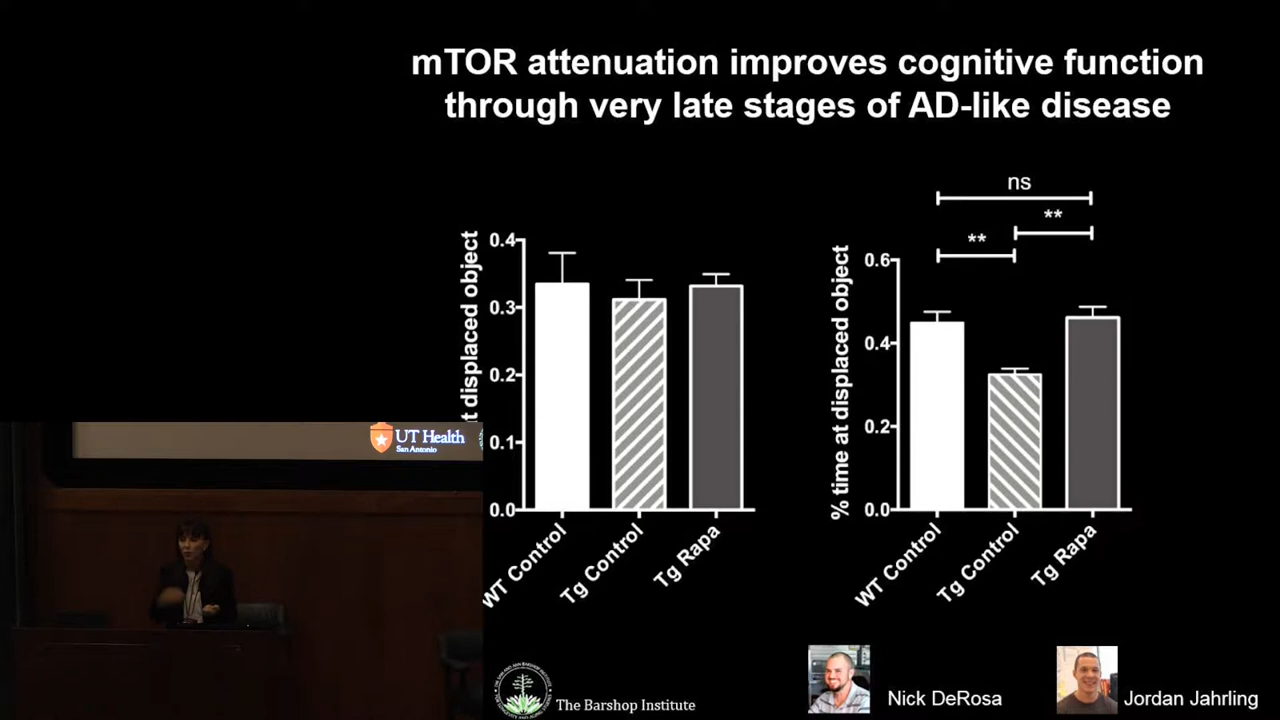 mTOR attenuation improves cognitive function
through very late stages of AD-like disease
t displaced object
0.4
0.3
0.2
0.1
0.0
WT Control
Tg Control
Tg Rapa
ns
**
**
% time at displaced object
0.6
0.4
0.2
0.0
WT Control
Tg Control
Tg Rapa
UT Health
San Antonio
The Barshop Institute
Nick DeRosa
Jordan Jahrling